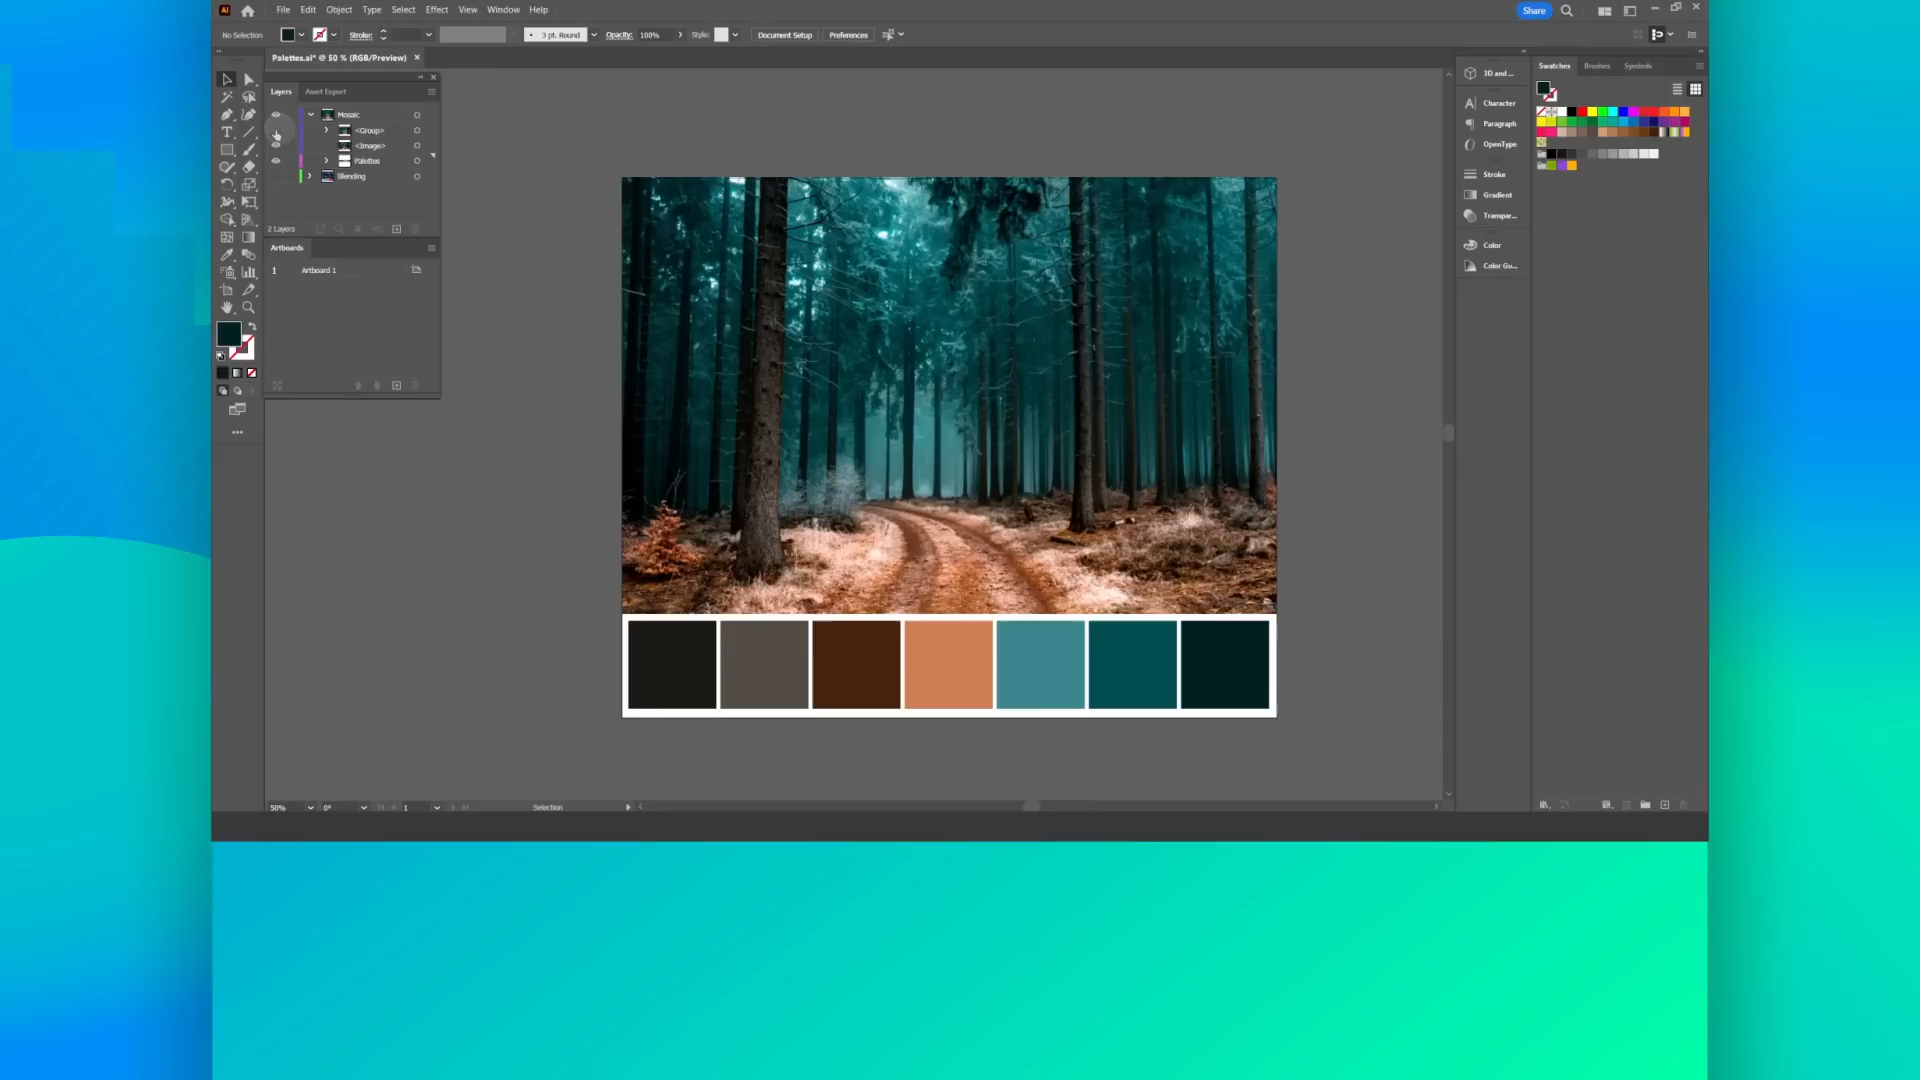 Ai File Edit Object Type Select Effect View Window Help Share
No Selection Stroke: 3 pt. Round Opacity: 100% Style: Document Setup Preferences
Palettes.ai* @ 50 % (RGB/Preview) ×
Layers Asset Export
Mosaic
<Group>
<Image>
Palettes
Blending
2 Layers
Artboards
1 Artboard 1
3D and ...
Character
Paragraph
OpenType
Stroke
Gradient
Transpar...
Color
Color Gu...
Swatches Brushes Symbols
50% 0° 1 Selection